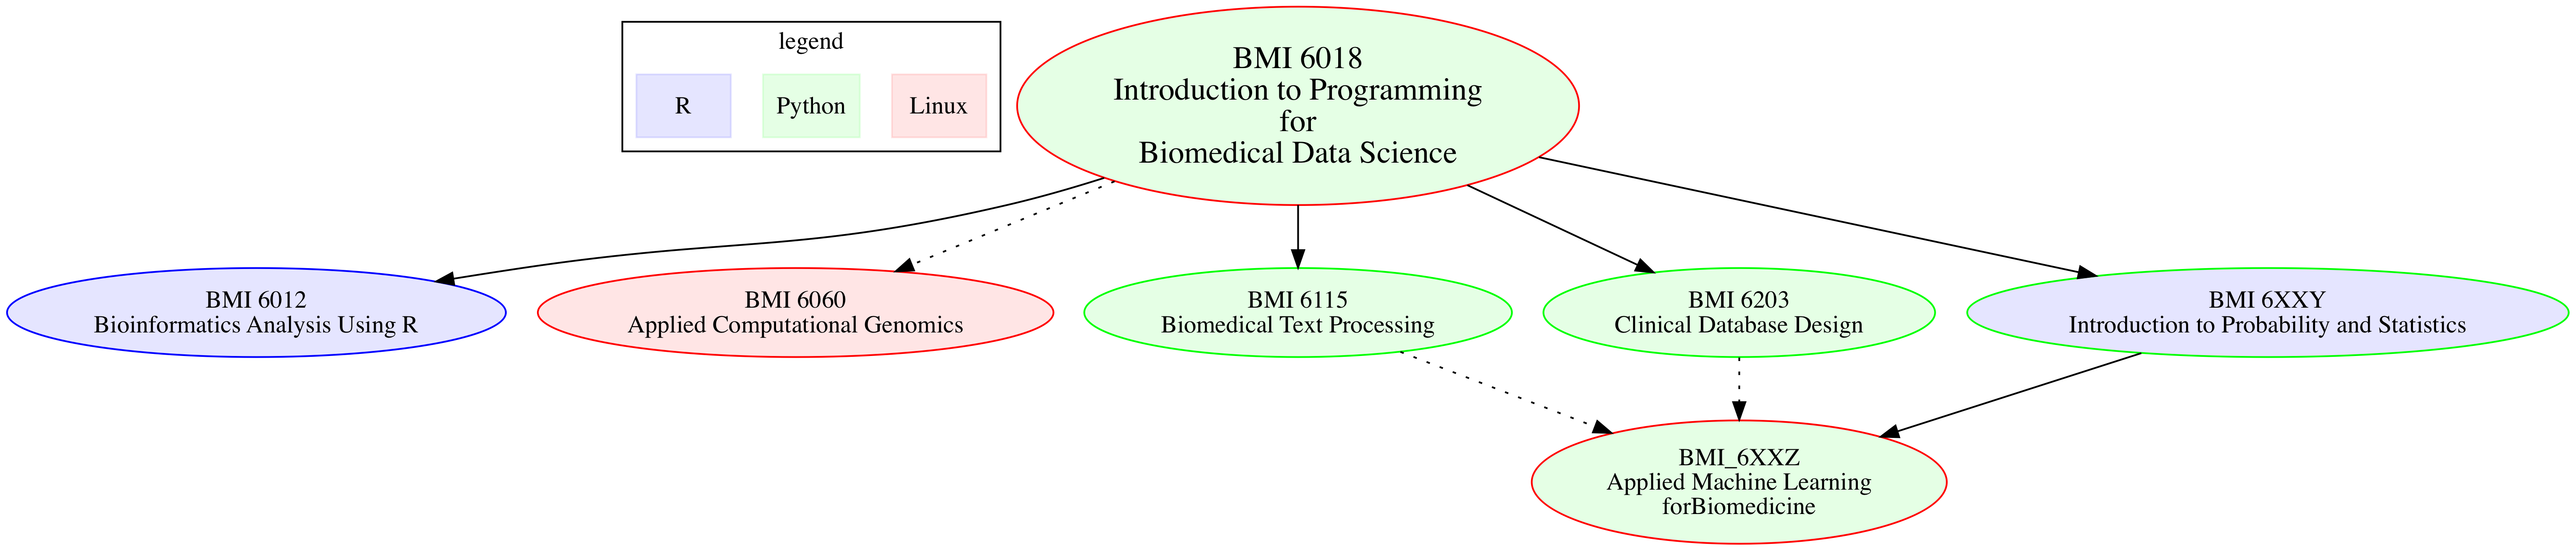 legend
R
Python
Linux
BMI 6018
Introduction to Programming
for
Biomedical Data Science
BMI 6012
Bioinformatics Analysis Using R
BMI 6060
Applied Computational Genomics
BMI 6115
Biomedical Text Processing
BMI 6203
Clinical Database Design
BMI 6XXY
Introduction to Probability and Statistics
BMI_6XXZ
Applied Machine Learning
forBiomedicine